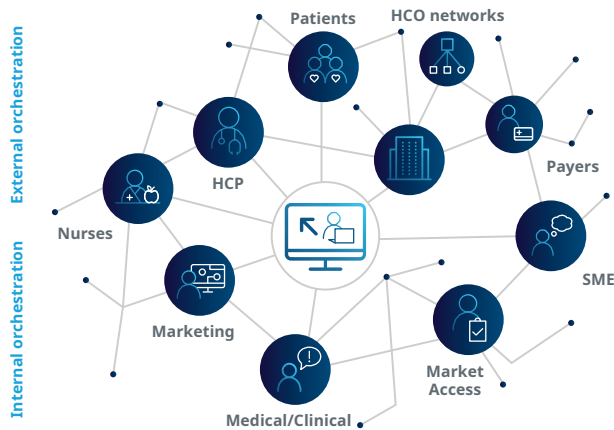 External orchestration
Internal orchestration
Patients
HCO networks
HCP
Payers
Nurses
SME
Marketing
Market
Access
Medical/Clinical